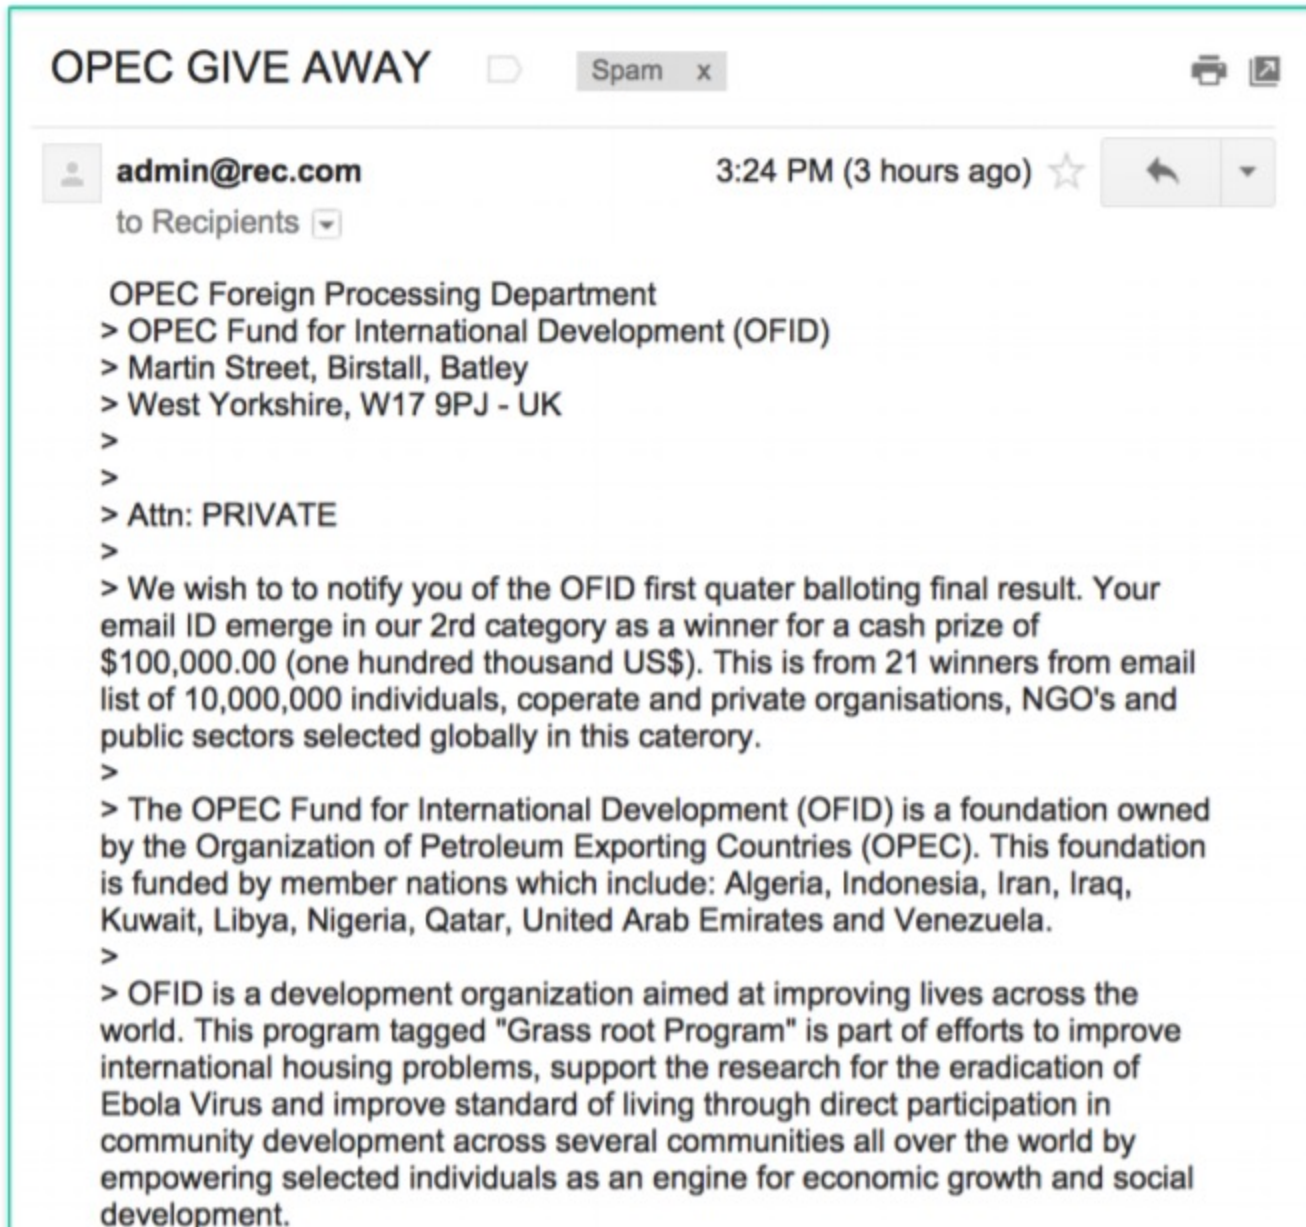 OPEC GIVE AWAY
Spam x
admin@rec.com 3:24 PM (3 hours ago)
to Recipients
OPEC Foreign Processing Department
> OPEC Fund for International Development (OFID)
> Martin Street, Birstall, Batley
> West Yorkshire, W17 9PJ - UK
>
>
> Attn: PRIVATE
>
> We wish to to notify you of the OFID first quater balloting final result. Your
email ID emerge in our 2rd category as a winner for a cash prize of
$100,000.00 (one hundred thousand US$). This is from 21 winners from email
list of 10,000,000 individuals, coperate and private organisations, NGO's and
public sectors selected globally in this caterory.
>
> The OPEC Fund for International Development (OFID) is a foundation owned
by the Organization of Petroleum Exporting Countries (OPEC). This foundation
is funded by member nations which include: Algeria, Indonesia, Iran, Iraq,
Kuwait, Libya, Nigeria, Qatar, United Arab Emirates and Venezuela.
>
> OFID is a development organization aimed at improving lives across the
world. This program tagged "Grass root Program" is part of efforts to improve
international housing problems, support the research for the eradication of
Ebola Virus and improve standard of living through direct participation in
community development across several communities all over the world by
empowering selected individuals as an engine for economic growth and social
development.